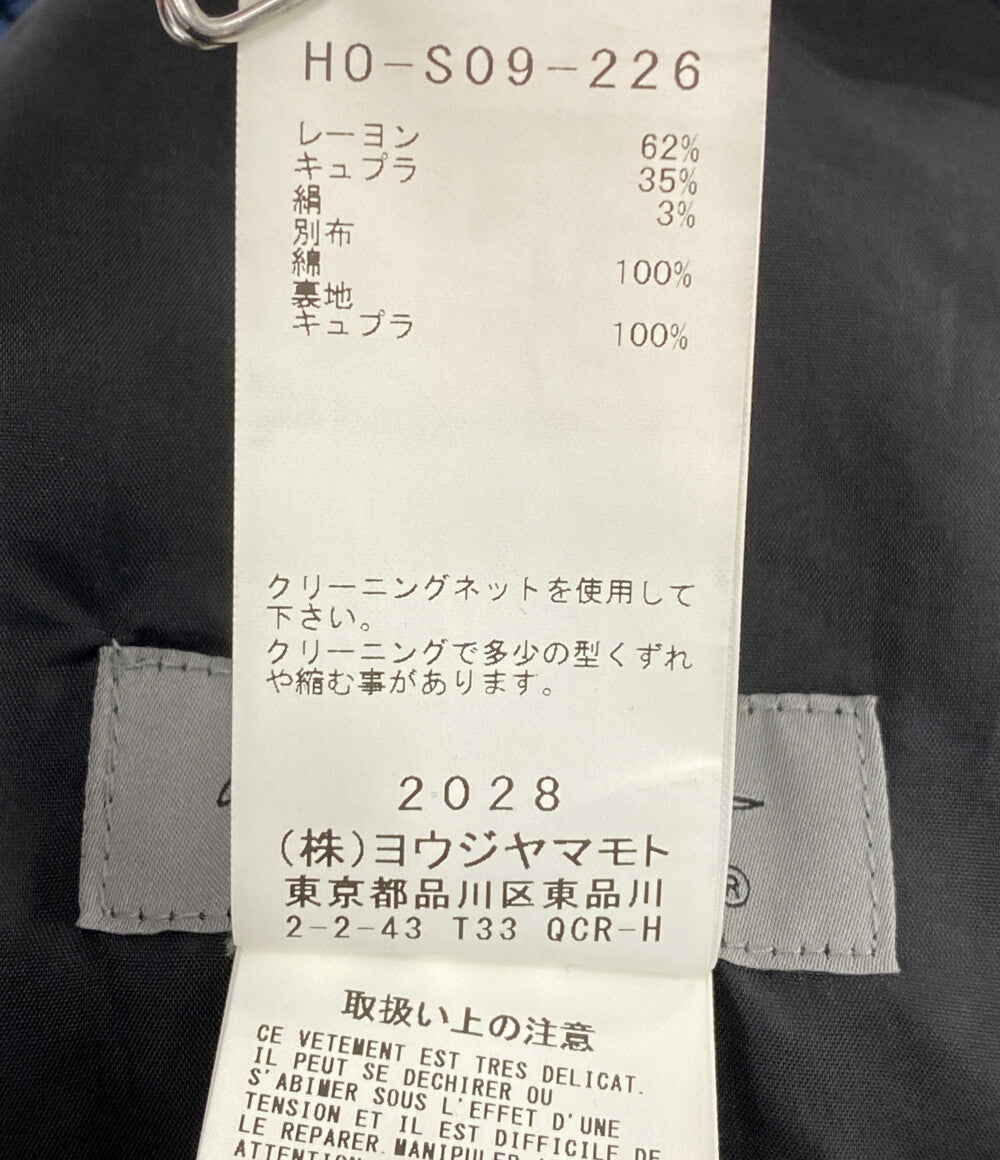 HO-S09-226
レーヨン 62%
キュプラ 35%
絹 3%
別布
綿 100%
裏地
キュプラ 100%
クリーニングネットを使用して
下さい。
クリーニングで多少の型くずれ
や縮む事があります。
2028
(株)ヨウジヤマモト
東京都品川区東品川
2-2-43 T33 QCR-H
®
取扱い上の注意
CE VETEMENT EST TRES DELICAT.
IL PEUT SE DECHIRER OU
S'ABIMER SOUS L'EFFET D'UNE
TENSION ET IL EST DIFFICILE DE
LE REPARER. MANIPULER
ATTENTION